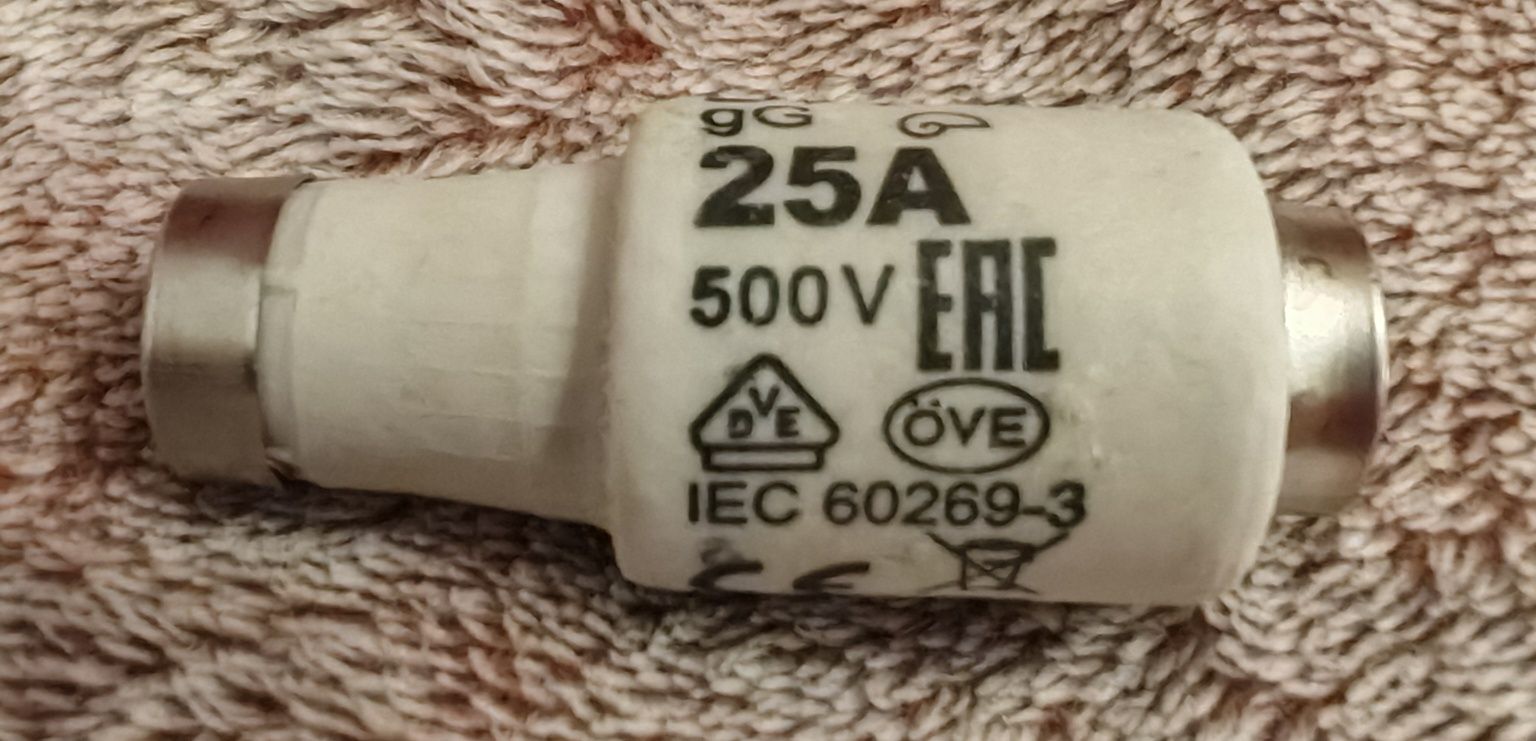 gG
25A
500V EAC
DVE ÖVE
IEC 60269-3
CE